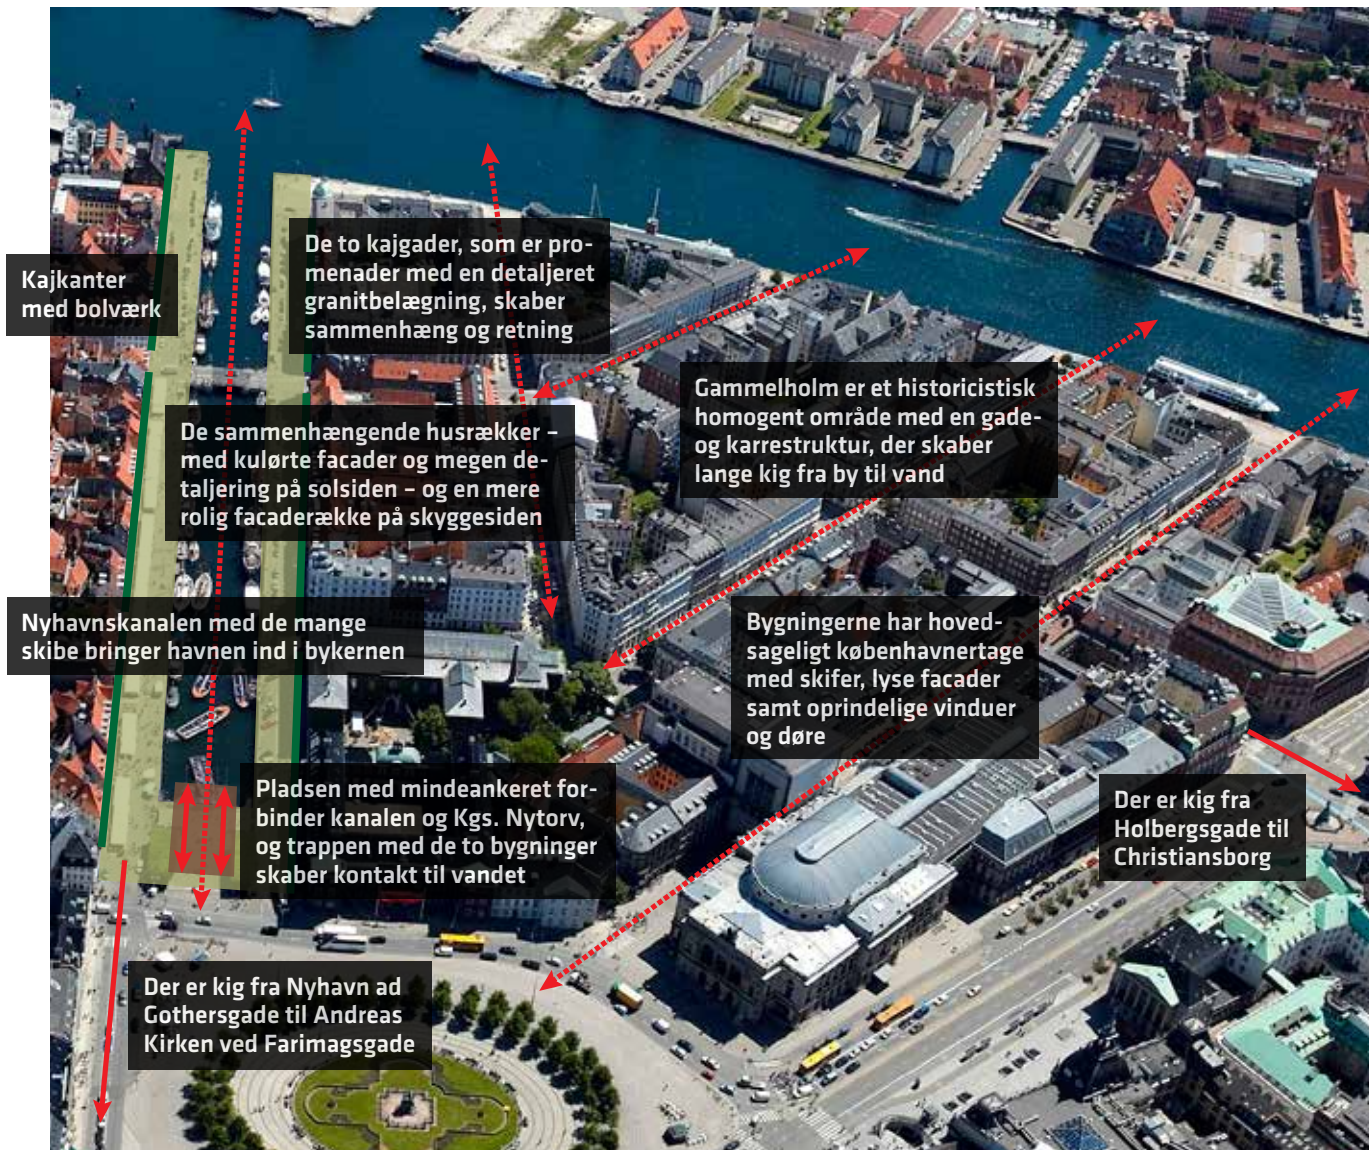 De to kajgader, som er pro-
menader med en detaljeret
granitbelægning, skaber
sammenhæng og retning
Kajkanter
med bolværk
Gammelholm er et historicistisk
homogent område med en gade-
og karrestruktur, der skaber
lange kig fra by til vand
De sammenhængende husrækker –
med kulørte facader og megen de-
taljering på solsiden – og en mere
rolig facaderække på skyggesiden
Nyhavnskanalen med de mange
skibe bringer havnen ind i bykernen
Bygningerne har hoved-
sageligt københavnertage
med skifer, lyse facader
samt oprindelige vinduer
og døre
Pladsen med mindeankeret for-
binder kanalen og Kgs. Nytorv,
og trappen med de to bygninger
skaber kontakt til vandet
Der er kig fra
Holbergsgade til
Christiansborg
Der er kig fra Nyhavn ad
Gothersgade til Andreas
Kirken ved Farimagsgade